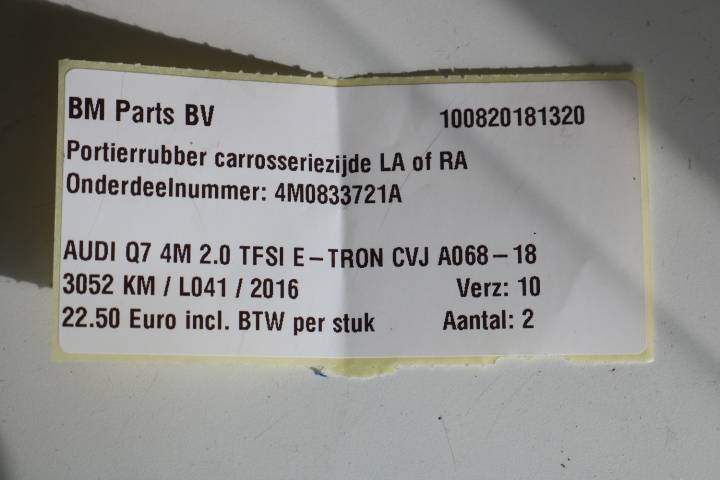 BM Parts BV 100820181320
Portierrubber carrosseriezijde LA of RA
Onderdeelnummer: 4M0833721A
AUDI Q7 4M 2.0 TFSI E-TRON CVJ A068-18
3052 KM / L041 / 2016 Verz: 10
22.50 Euro incl. BTW per stuk Aantal: 2